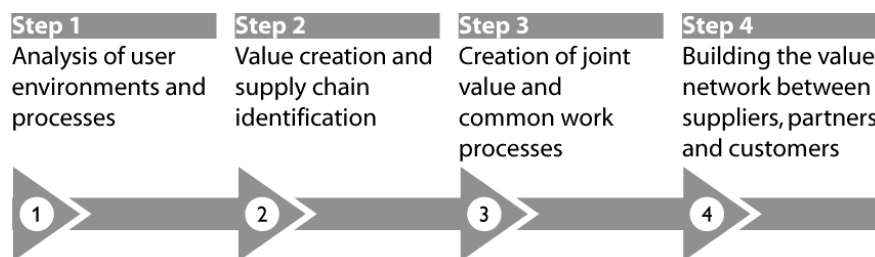 Step 1
Analysis of user
environments and
processes
Step 2
Value creation and
supply chain
identification
Step 3
Creation of joint
value and
common work
processes
Step 4
Building the value
network between
suppliers, partners
and customers
1
2
3
4